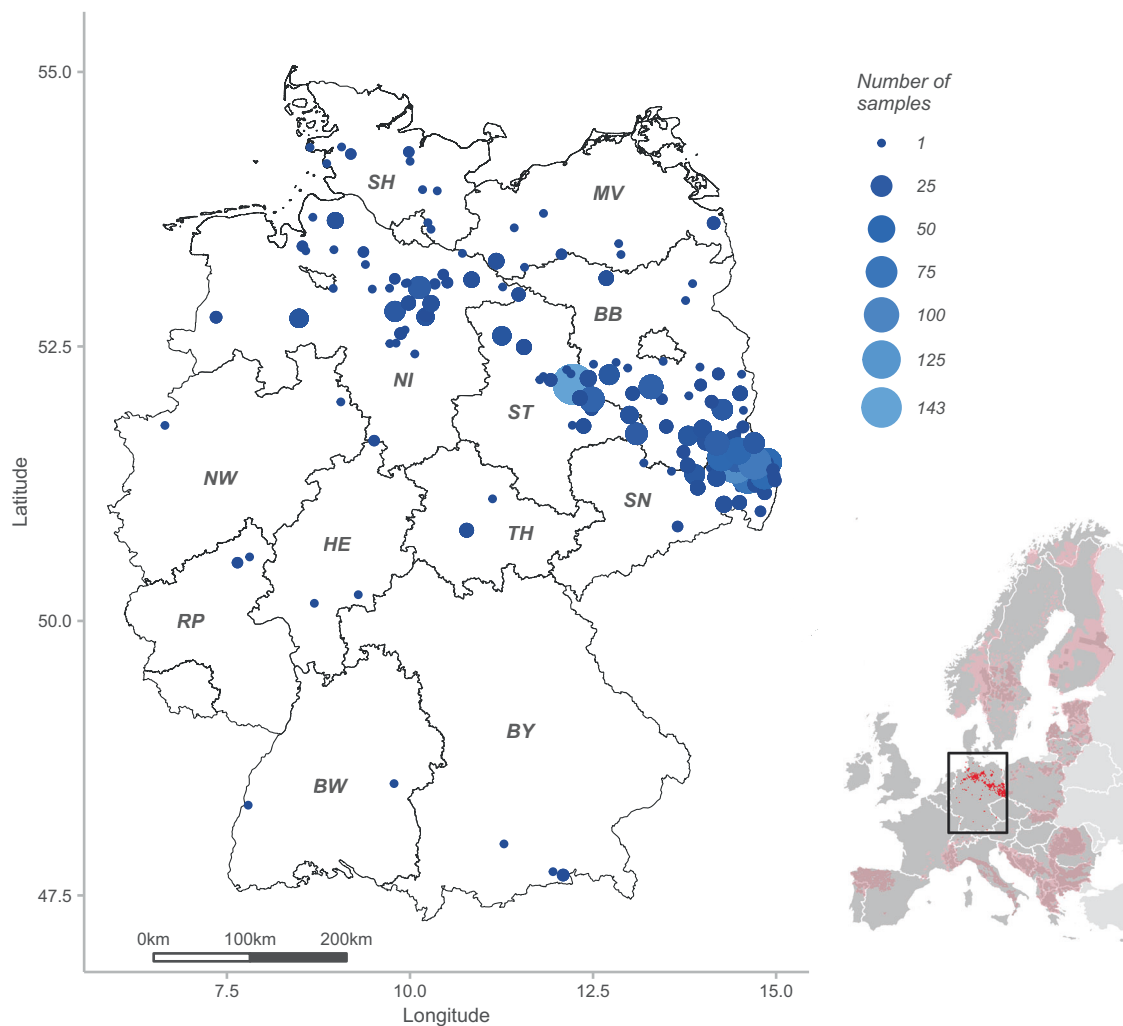 55.0
52.5
50.0
47.5
Latitude
7.5
10.0
12.5
15.0
Longitude
0km
100km
200km
SH
MV
BB
NI
ST
NW
SN
TH
HE
RP
BY
BW
Number of
samples
1
25
50
75
100
125
143